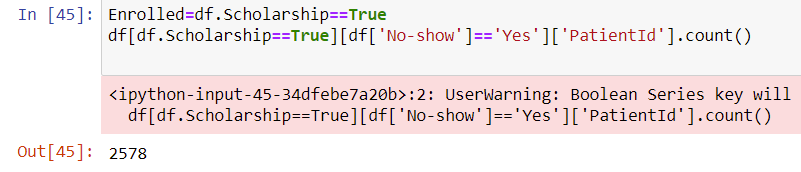 In [45]: Enrolled=df.Scholarship==True
df[df.Scholarship==True][df['No-show']=='Yes']['PatientId'].count()
<ipython-input-45-34dfebe7a20b>:2: UserWarning: Boolean Series key will
df[df.Scholarship==True][df['No-show']=='Yes']['PatientId'].count()
Out[45]: 2578